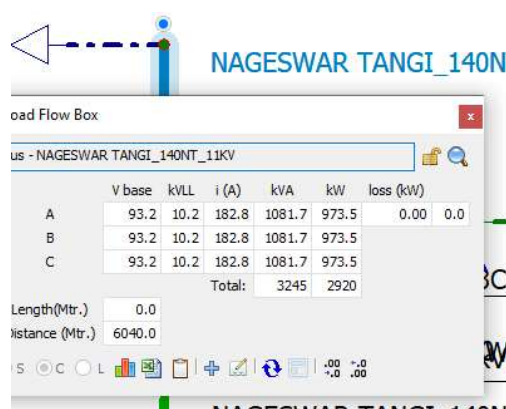 NAGESWAR TANGI_140N
oad Flow Box
x
us - NAGESWAR TANGI_140NT_11KV
V base kVLL i (A) kVA kW loss (kW)
A 93.2 10.2 182.8 1081.7 973.5 0.00 0.0
B 93.2 10.2 182.8 1081.7 973.5
C 93.2 10.2 182.8 1081.7 973.5
Total: 3245 2920
Length(Mtr.) 0.0
Distance (Mtr.) 6040.0
S C L
NAGESWAR TANGI_140N